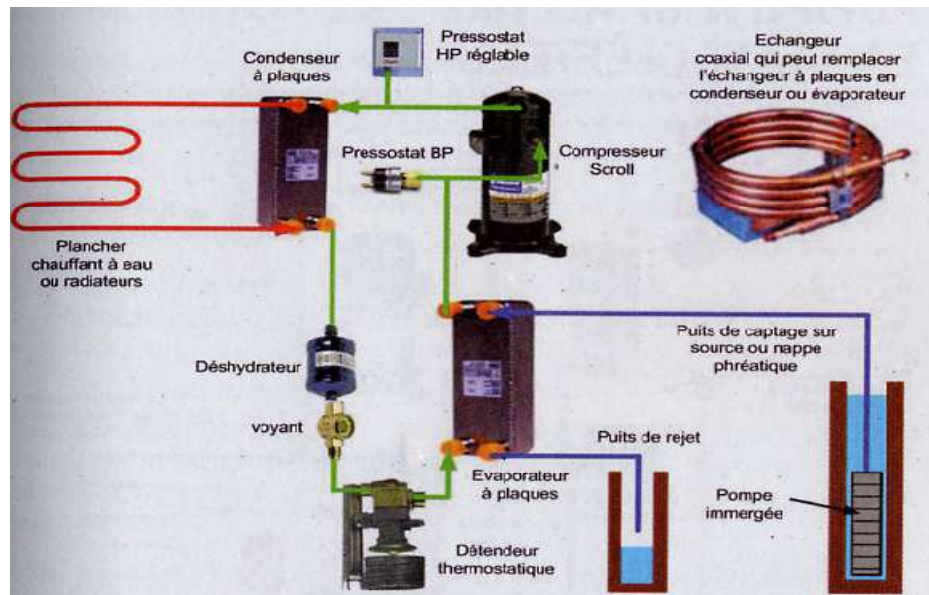 Pressostat
HP réglable
Condenseur
à plaques
Echangeur
coaxial qui peut remplacer
l'échangeur à plaques en
condenseur ou évaporateur
Pressostat BP
Compresseur
Scroll
Plancher
chauffant à eau
ou radiateurs
Puits de captage sur
source ou nappe
phréatique
Déshydrateur
voyant
Puits de rejet
Evaporateur
à plaques
Pompe
immergée
Détendeur
thermostatique